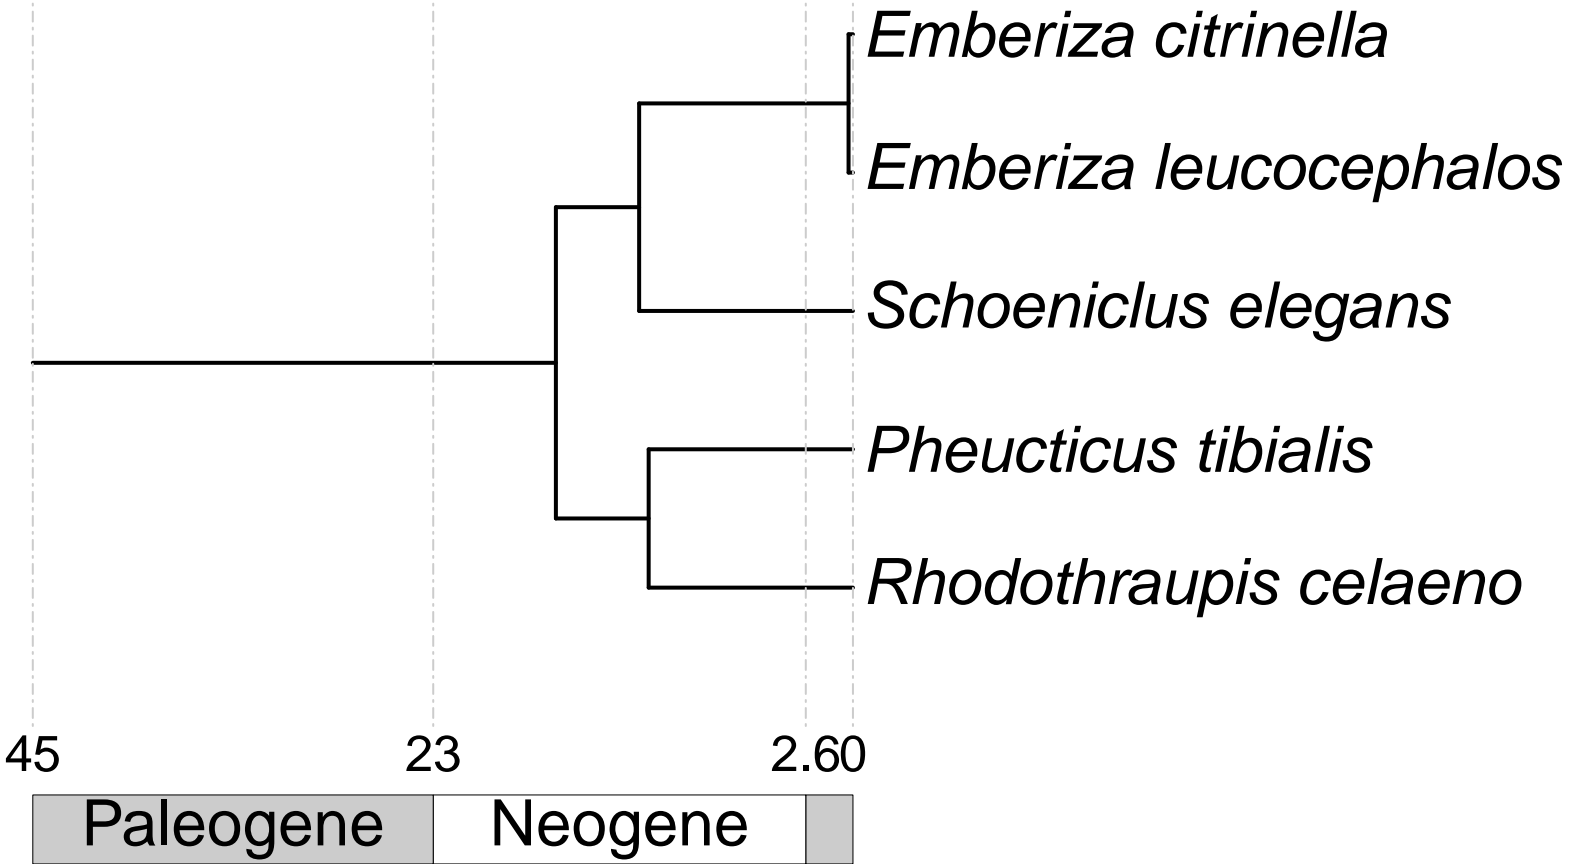 Emberiza citrinella
Emberiza leucocephalos
Schoeniclus elegans
Pheucticus tibialis
Rhodothraupis celaeno
45 23 2.60
Paleogene Neogene